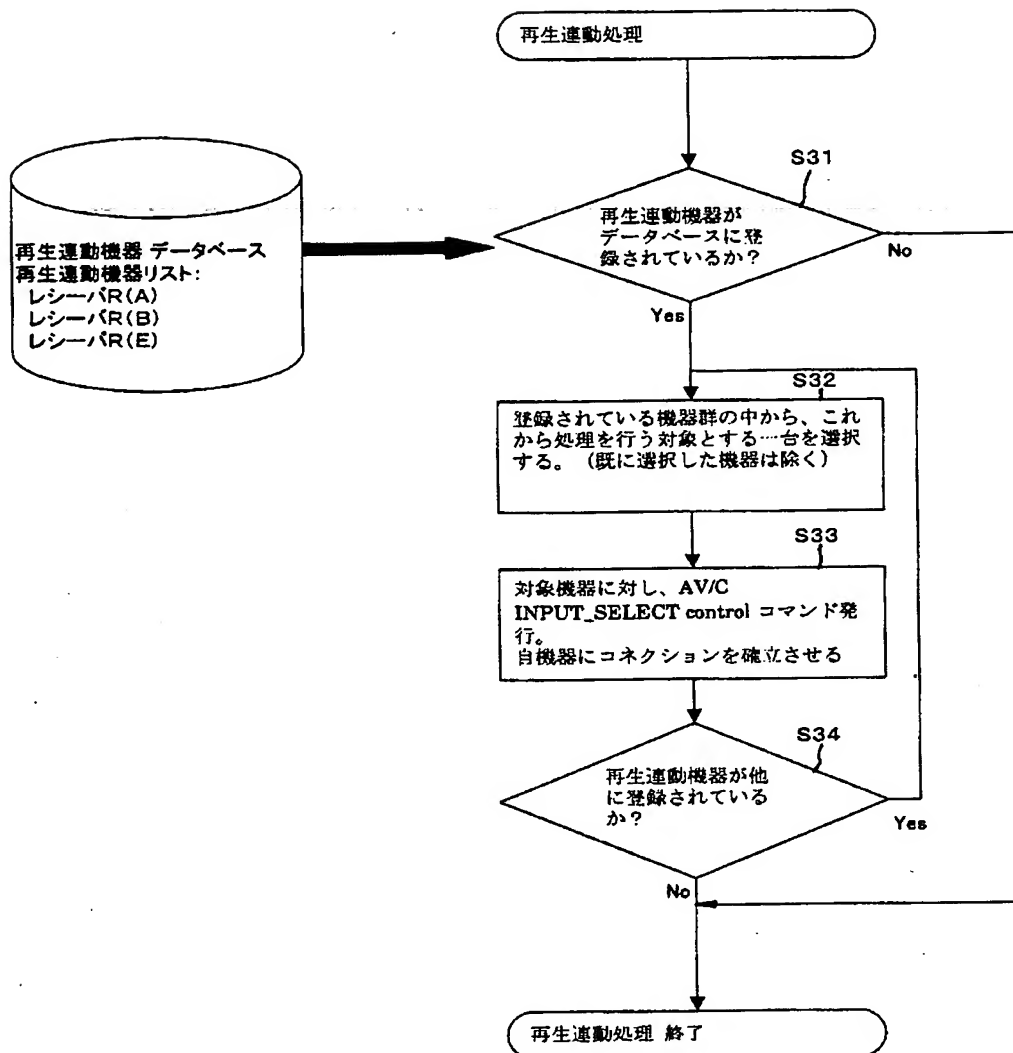 再生連動処理
S31
再生連動機器が
データベースに登
録されているか?
No
Yes
再生連動機器 データベース
再生連動機器リスト:
レシーバR(A)
レシーバR(B)
レシーバR(E)
S32
登録されている機器群の中から、これ
から処理を行う対象とする一台を選択
する。(既に選択した機器は除く)
S33
対象機器に対し、AV/C
INPUT_SELECT control コマンド発
行。
自機器にコネクションを確立させる
S34
再生連動機器が他
に登録されている
か?
Yes
No
再生連動処理 終了